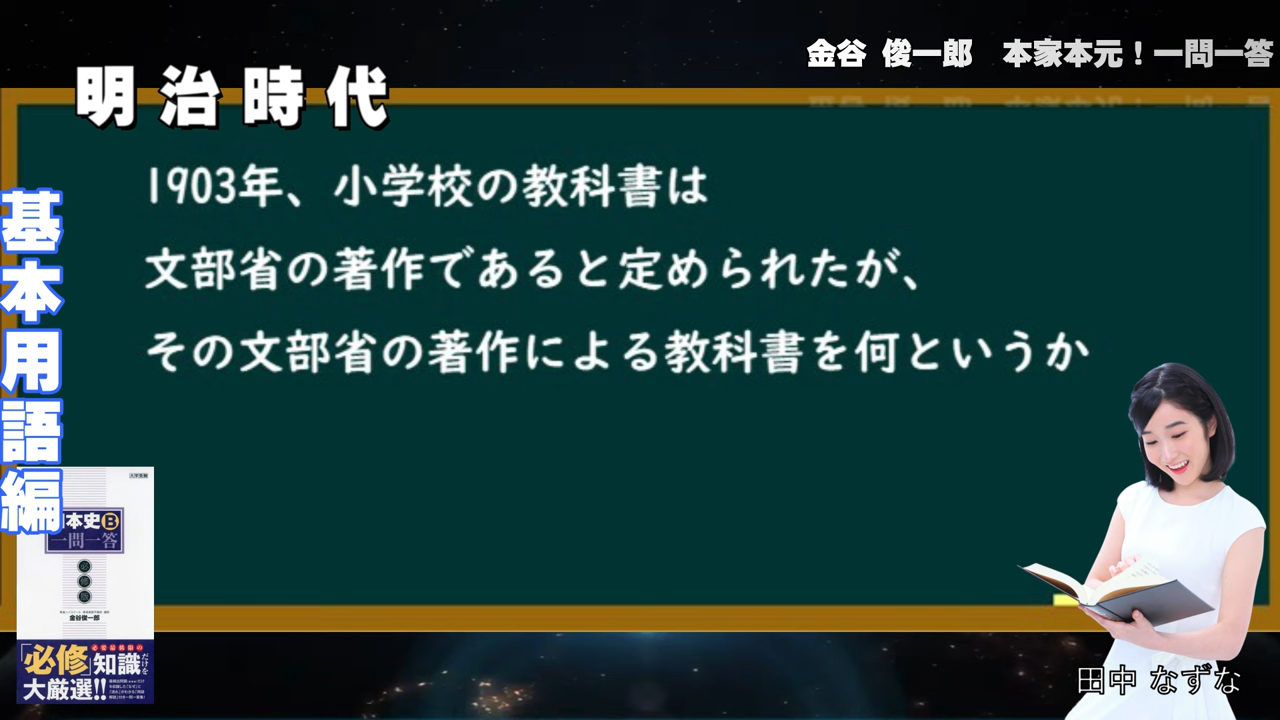 金谷 俊一郎 本家本元！一問一答
明治時代
1903年、小学校の教科書は
文部省の著作であると定められたが、
その文部省の著作による教科書を何というか
基本用語編
本史B
一問一答
金谷俊一郎
「必修」知識だけを
大厳選!!
田中 なずな